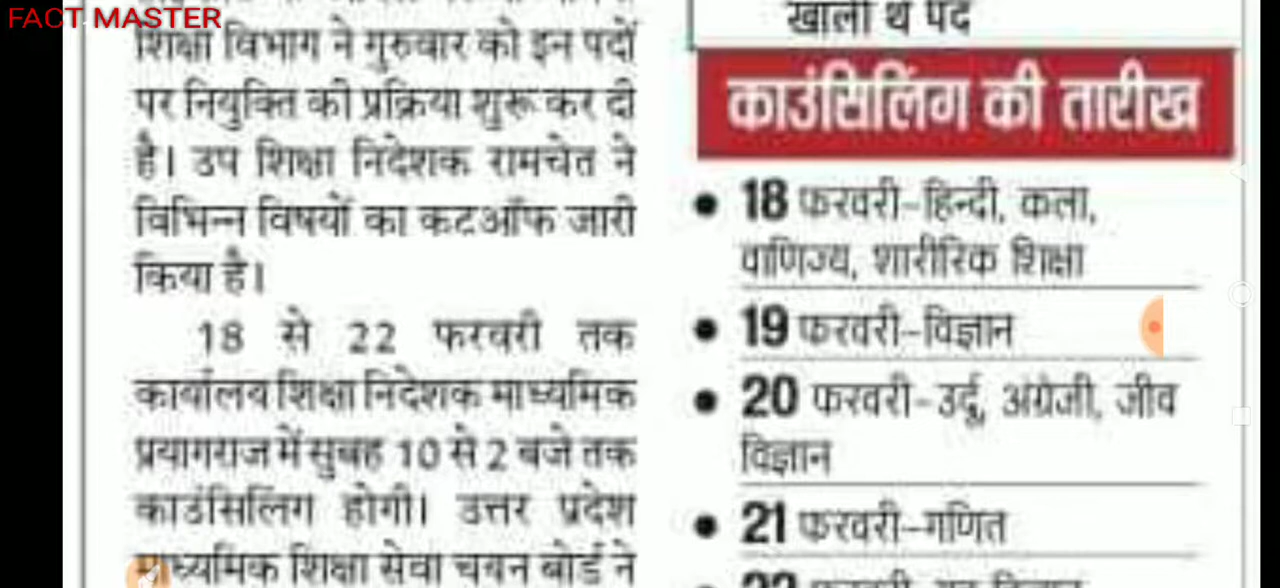 FACT MASTER
शिक्षा विभाग ने गुरुवार को इन पदों
पर नियुक्ति की प्रक्रिया शुरू कर दी
है। उप शिक्षा निदेशक रामचेत ने
विभिन्न विषयों का कटऑफ जारी
किया है।
18 से 22 फरवरी तक
कार्यालय शिक्षा निदेशक माध्यमिक
प्रयागराज में सुबह 10 से 2 बजे तक
काउंसिलिंग होगी। उत्तर प्रदेश
माध्यमिक शिक्षा सेवा चयन बोर्ड ने
खाली थे पद
काउंसिलिंग की तारीख
• 18 फरवरी-हिन्दी, कला,
वाणिज्य, शारीरिक शिक्षा
• 19 फरवरी-विज्ञान
• 20 फरवरी-उर्दू, अंग्रेजी, जीव
विज्ञान
• 21 फरवरी-गणित
22 फरवरी